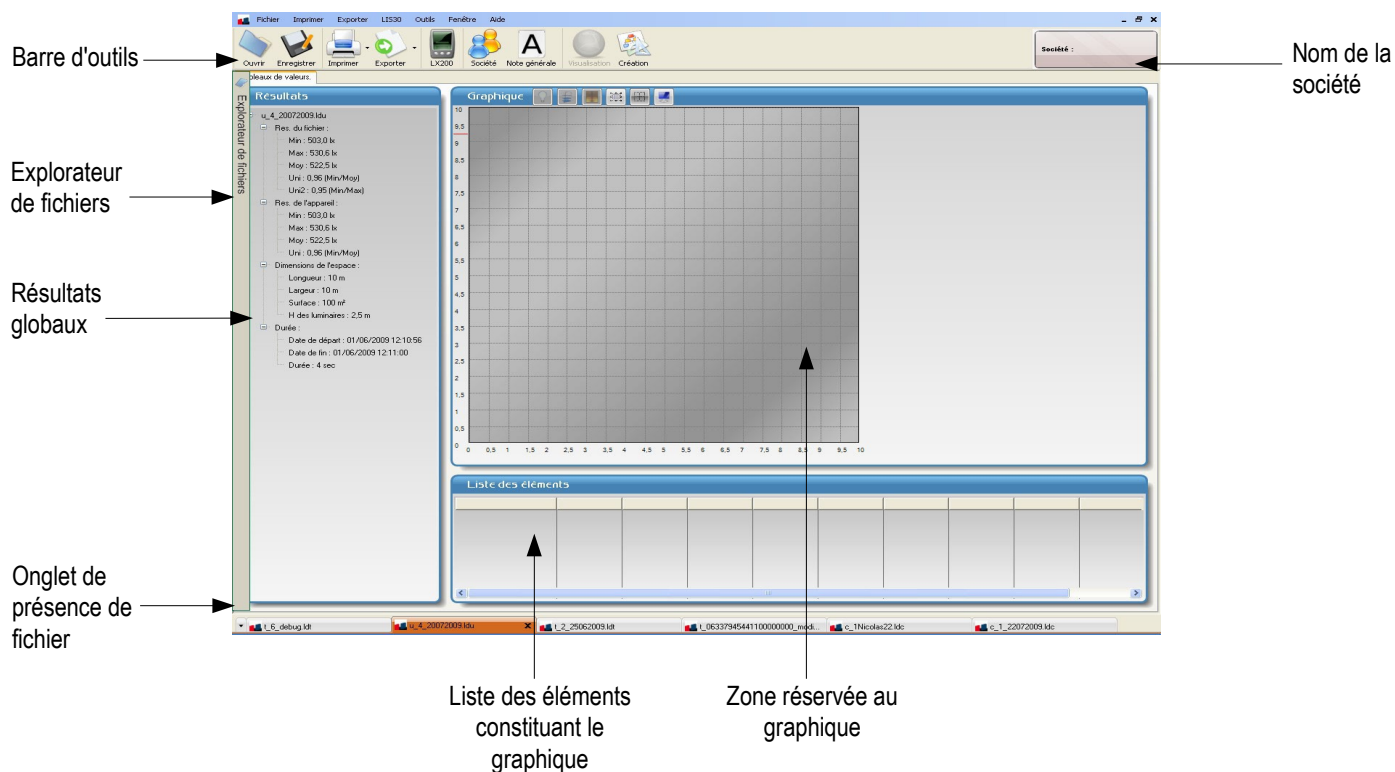 Fichier Imprimer Exporter LIS30 Outils Fenêtre Aide
Ouvrir Enregistrer Imprimer Exporter LX200 Société Note générale Visualisation Création
Société :
Barre d'outils
Nom de la
société
bleaux de valeurs.
Explorateur de fichiers
Résultats
u_4_20072009.ldu
Res. du fichier :
Min : 503,0 lx
Max : 530,6 lx
Moy : 522,5 lx
Uni : 0,96 (Min/Moy)
Uni2 : 0,95 (Min/Max)
Res. de l'appareil :
Min : 503,0 lx
Max : 530,6 lx
Moy : 522,5 lx
Uni : 0,96 (Min/Moy)
Dimensions de l'espace :
Longueur : 10 m
Largeur : 10 m
Surface : 100 m²
H des luminaires : 2,5 m
Durée :
Date de départ : 01/06/2009 12:10:56
Date de fin : 01/06/2009 12:11:00
Durée : 4 sec
Explorateur
de fichiers
Résultats
globaux
Onglet de
présence de
fichier
Graphique
10
9,5
9
8,5
8
7,5
7
6,5
6
5,5
5
4,5
4
3,5
3
2,5
2
1,5
1
0,5
0
0 0,5 1 1,5 2 2,5 3 3,5 4 4,5 5 5,5 6 6,5 7 7,5 8 8,5 9 9,5 10
Liste des éléments
t_6_debug.ldt u_4_20072009.ldu t_2_25062009.ldt t_06337945441100000000_modi... c_1Nicolas22.ldc c_1_22072009.ldc
Liste des éléments
constituant le
graphique
Zone réservée au
graphique